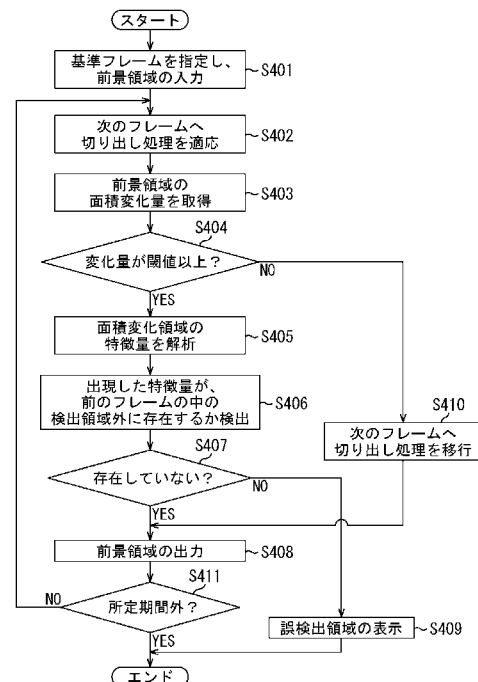 スタート
基準フレームを指定し、
前景領域の入力
S401
次のフレームへ
切り出し処理を適応
S402
前景領域の
面積変化量を取得
S403
S404
変化量が閾値以上？
NO
YES
面積変化領域の
特徴量を解析
S405
出現した特徴量が、
前のフレームの中の
検出領域外に存在するか検出
S406
S410
次のフレームへ
切り出し処理を移行
S407
存在していない？
NO
YES
前景領域の出力
S408
S411
NO
所定期間外？
YES
誤検出領域の表示
S409
エンド